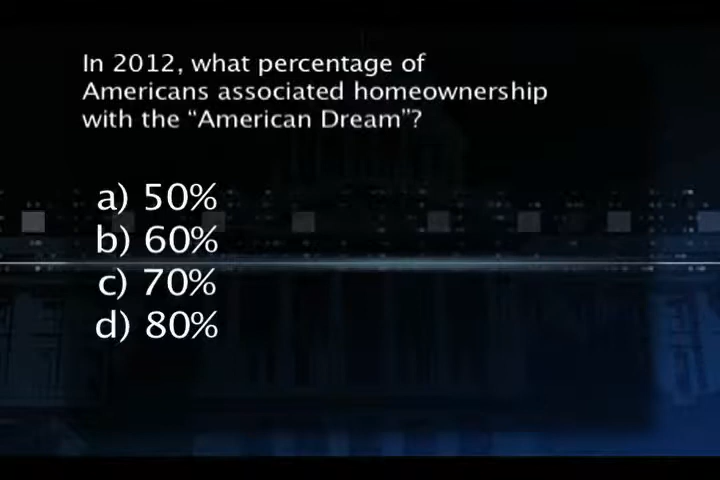 In 2012, what percentage of
Americans associated homeownership
with the “American Dream”?
a) 50%
b) 60%
c) 70%
d) 80%